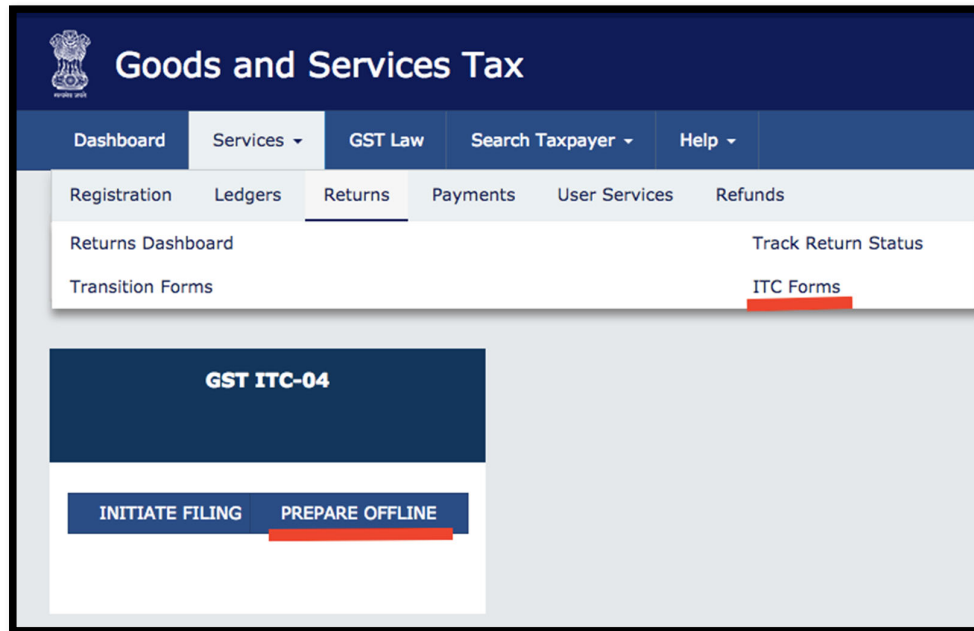 Goods and Services Tax
Dashboard Services GST Law Search Taxpayer Help
Registration Ledgers Returns Payments User Services Refunds
Returns Dashboard Track Return Status
Transition Forms ITC Forms
GST ITC-04
INITIATE FILING PREPARE OFFLINE